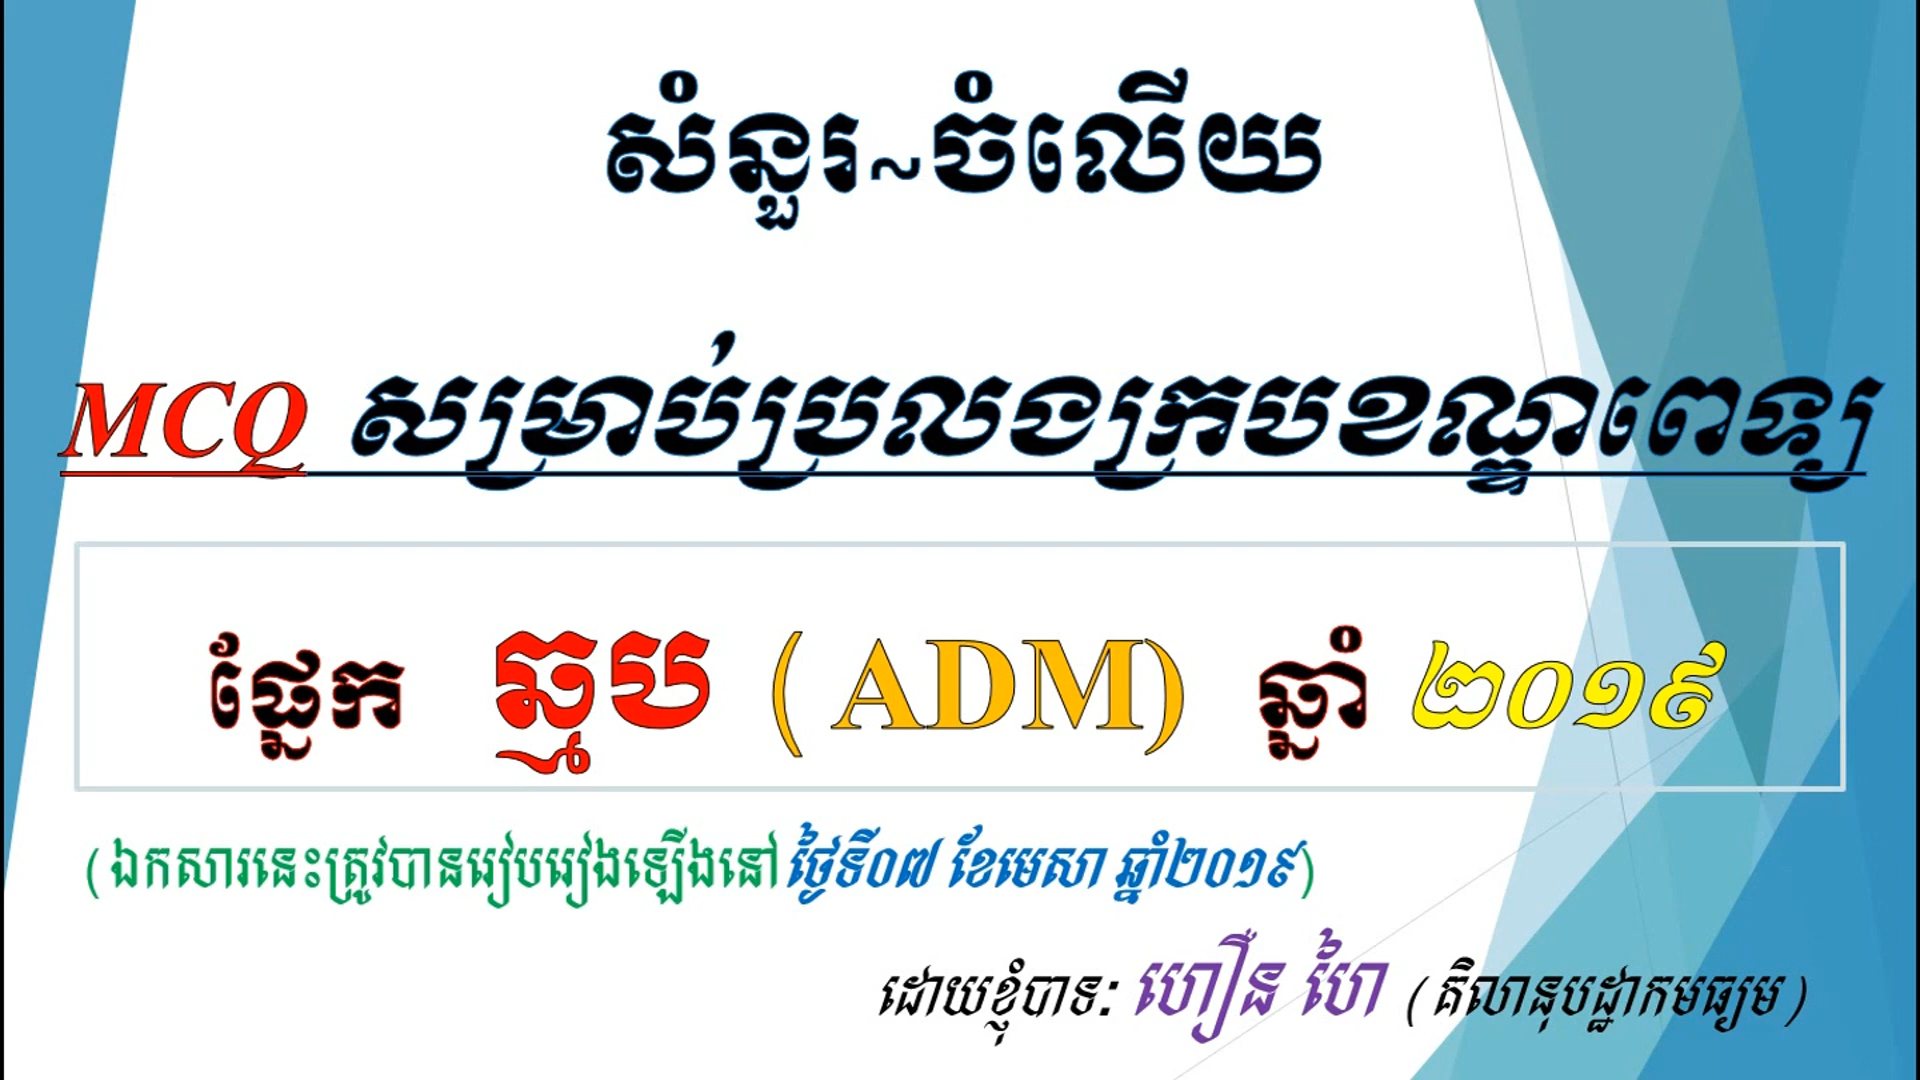 សំនួរ~ចំលើយ
MCQ សម្រាប់ប្រលងក្របខណ្ឌពេទ្យ
ផ្នែក ឆ្មប ( ADM) ឆ្នាំ ២០១៩
(ឯកសារនេះត្រូវបានរៀបរៀងឡើងនៅ ថ្ងៃទី០៧ ខែមេសា ឆ្នាំ២០១៩)
ដោយខ្ញុំបាទ: ហឿន ហៃ (គិលានុបដ្ឋាកមធ្យម)